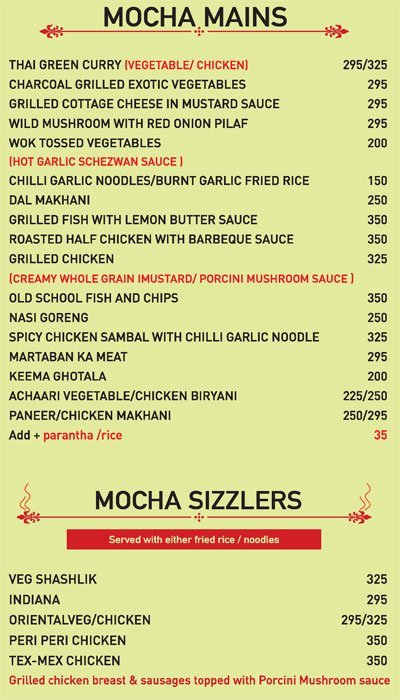 MOCHA MAINS
THAI GREEN CURRY (VEGETABLE/ CHICKEN) 295/325
CHARCOAL GRILLED EXOTIC VEGETABLES 295
GRILLED COTTAGE CHEESE IN MUSTARD SAUCE 295
WILD MUSHROOM WITH RED ONION PILAF 295
WOK TOSSED VEGETABLES 200
(HOT GARLIC SCHEZWAN SAUCE )
CHILLI GARLIC NOODLES/BURNT GARLIC FRIED RICE 150
DAL MAKHANI 250
GRILLED FISH WITH LEMON BUTTER SAUCE 350
ROASTED HALF CHICKEN WITH BARBEQUE SAUCE 350
GRILLED CHICKEN 325
(CREAMY WHOLE GRAIN IMUSTARD/ PORCINI MUSHROOM SAUCE )
OLD SCHOOL FISH AND CHIPS 350
NASI GORENG 250
SPICY CHICKEN SAMBAL WITH CHILLI GARLIC NOODLE 325
MARTABAN KA MEAT 295
KEEMA GHOTALA 200
ACHAARI VEGETABLE/CHICKEN BIRYANI 225/250
PANEER/CHICKEN MAKHANI 250/295
Add + parantha /rice 35
MOCHA SIZZLERS
Served with either fried rice / noodles
VEG SHASHLIK 325
INDIANA 295
ORIENTALVEG/CHICKEN 295/325
PERI PERI CHICKEN 350
TEX-MEX CHICKEN 350
Grilled chicken breast & sausages topped with Porcini Mushroom sauce